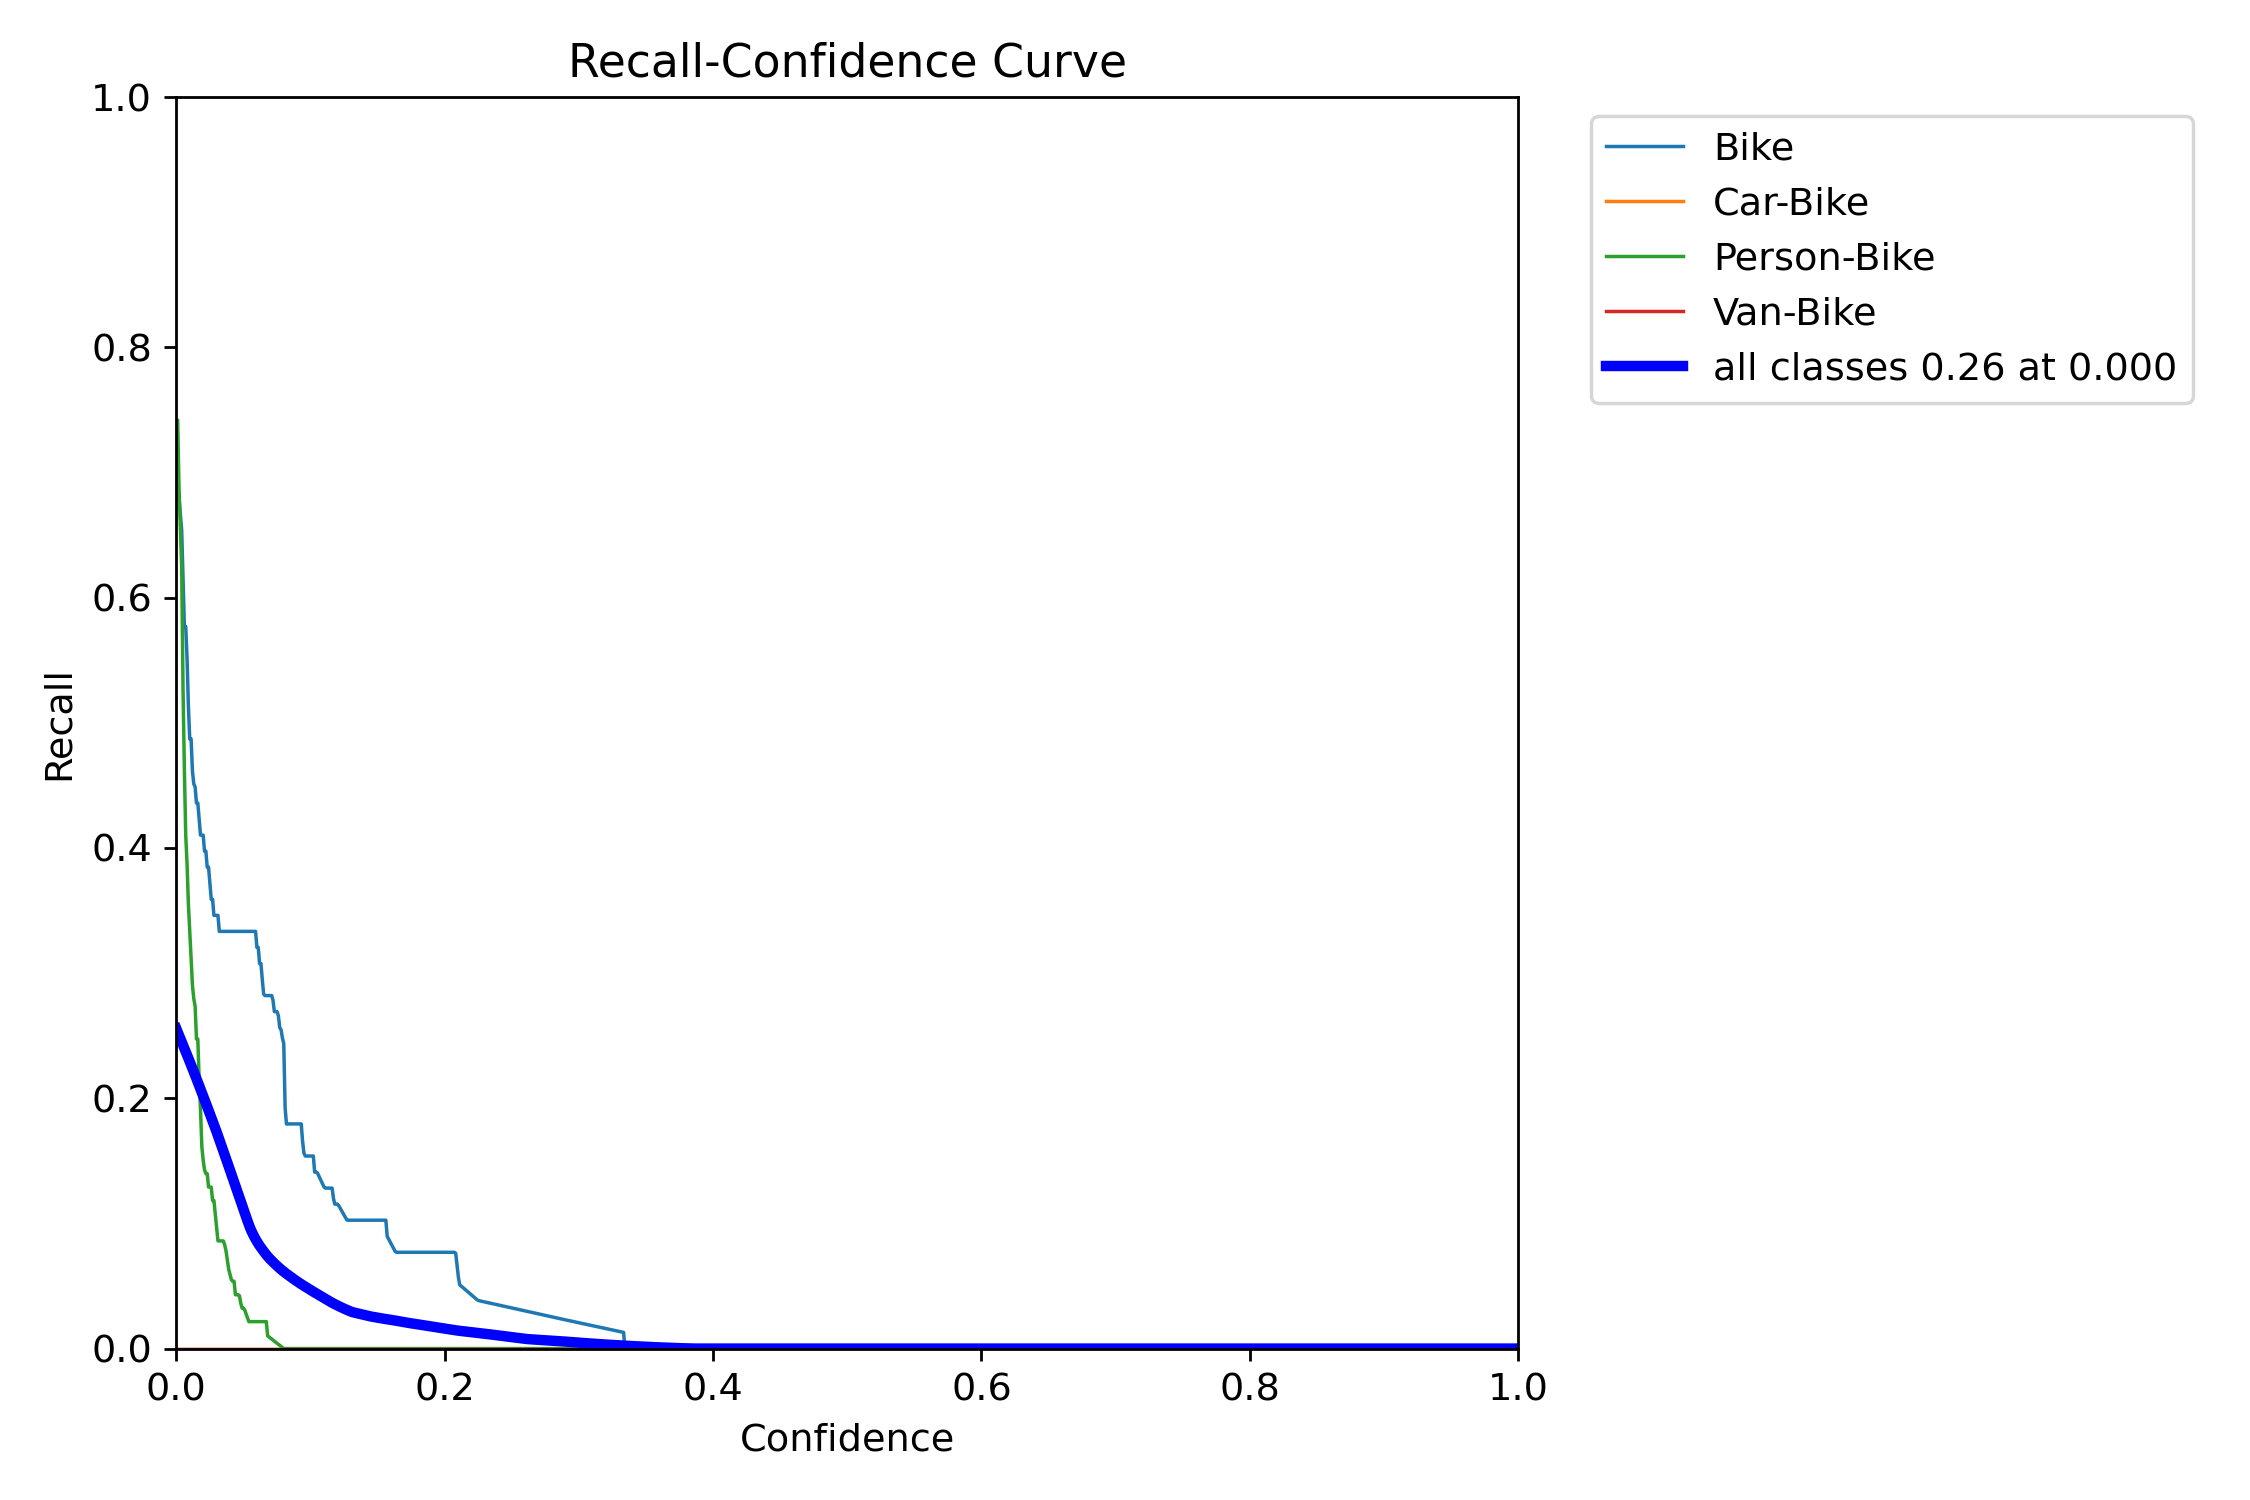 Recall-Confidence Curve
1.0
0.8
0.6
0.4
0.2
0.0
Recall
0.0 0.2 0.4 0.6 0.8 1.0
Confidence
Bike
Car-Bike
Person-Bike
Van-Bike
all classes 0.26 at 0.000